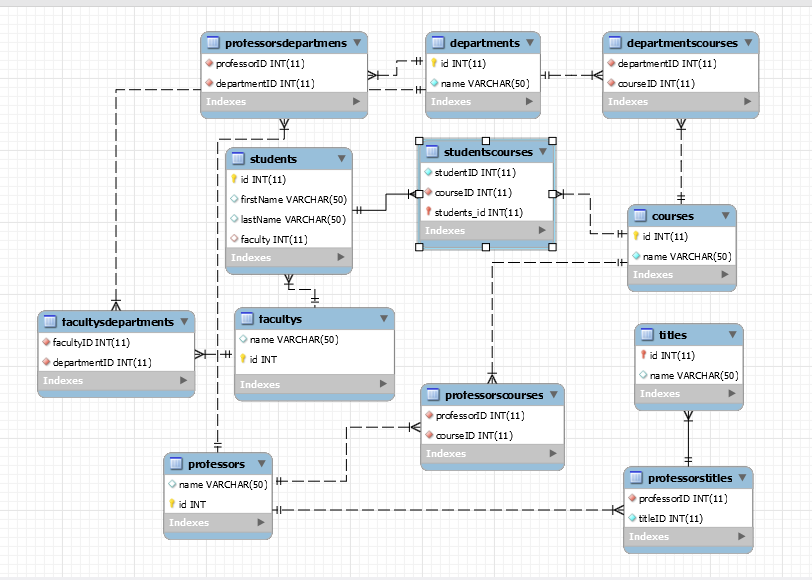 professorsdepartmens
professorID INT(11)
departmentID INT(11)
Indexes
departments
id INT(11)
name VARCHAR(50)
Indexes
departmentscourses
departmentID INT(11)
courseID INT(11)
Indexes
students
id INT(11)
firstName VARCHAR(50)
lastName VARCHAR(50)
faculty INT(11)
Indexes
studentscourses
studentID INT(11)
courseID INT(11)
students_id INT(11)
Indexes
courses
id INT(11)
name VARCHAR(50)
Indexes
facultysdepartments
facultyID INT(11)
departmentID INT(11)
Indexes
facultys
name VARCHAR(50)
id INT
Indexes
titles
id INT(11)
name VARCHAR(50)
Indexes
professorscourses
professorID INT(11)
courseID INT(11)
Indexes
professors
name VARCHAR(50)
id INT
Indexes
professorstitles
professorID INT(11)
titleID INT(11)
Indexes